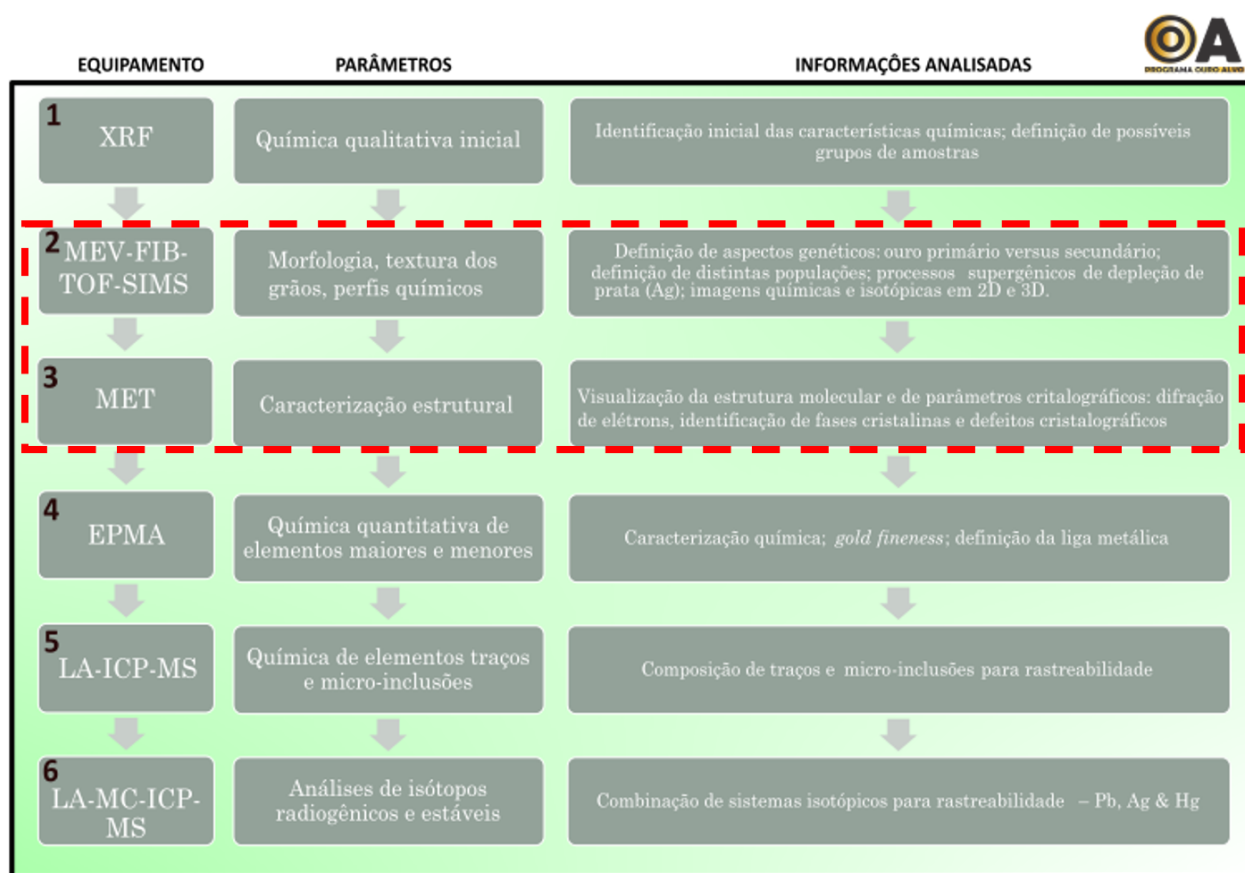 OA
PROGRAMA OURO ALVO
EQUIPAMENTO
PARÂMETROS
INFORMAÇÕES ANALISADAS
1
XRF
Química qualitativa inicial
Identificação inicial das características químicas; definição de possíveis
grupos de amostras
2
MEV-FIB-
TOF-SIMS
Morfologia, textura dos
grãos, perfis químicos
Definição de aspectos genéticos: ouro primário versus secundário;
definição de distintas populações; processos supergênicos de depleção de
prata (Ag); imagens químicas e isotópicas em 2D e 3D.
3
MET
Caracterização estrutural
Visualização da estrutura molecular e de parâmetros critalográficos: difração
de elétrons, identificação de fases cristalinas e defeitos cristalográficos
4
EPMA
Química quantitativa de
elementos maiores e menores
Caracterização química; gold fineness; definição da liga metálica
5
LA-ICP-MS
Química de elementos traços
e micro-inclusões
Composição de traços e micro-inclusões para rastreabilidade
6
LA-MC-ICP-
MS
Análises de isótopos
radiogênicos e estáveis
Combinação de sistemas isotópicos para rastreabilidade – Pb, Ag & Hg